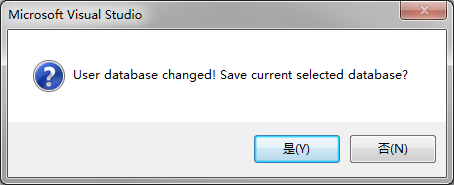 Microsoft Visual Studio
User database changed! Save current selected database?
是(Y)
否(N)